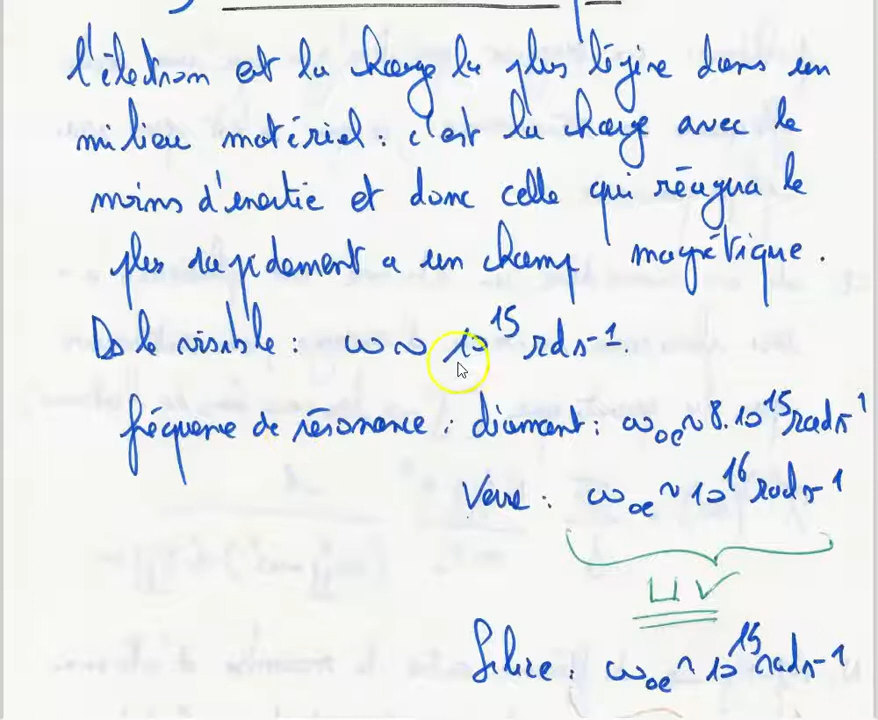 l'électron est la charge la plus légère dans un
milieu matériel : c'est la charge avec le
moins d'inertie et donc celle qui réagira le
plus rapidement a un champ magnétique.
Ds le visible : ω ~ 10¹⁵ rds⁻¹.
fréquence de résonance : diamant : ω₀ₑ ~ 8.10¹⁵ rads⁻¹
Verre : ω₀ₑ ~ 10¹⁶ rads⁻¹
UV
Silice : ω₀ₑ ~ 10¹⁵ rads⁻¹